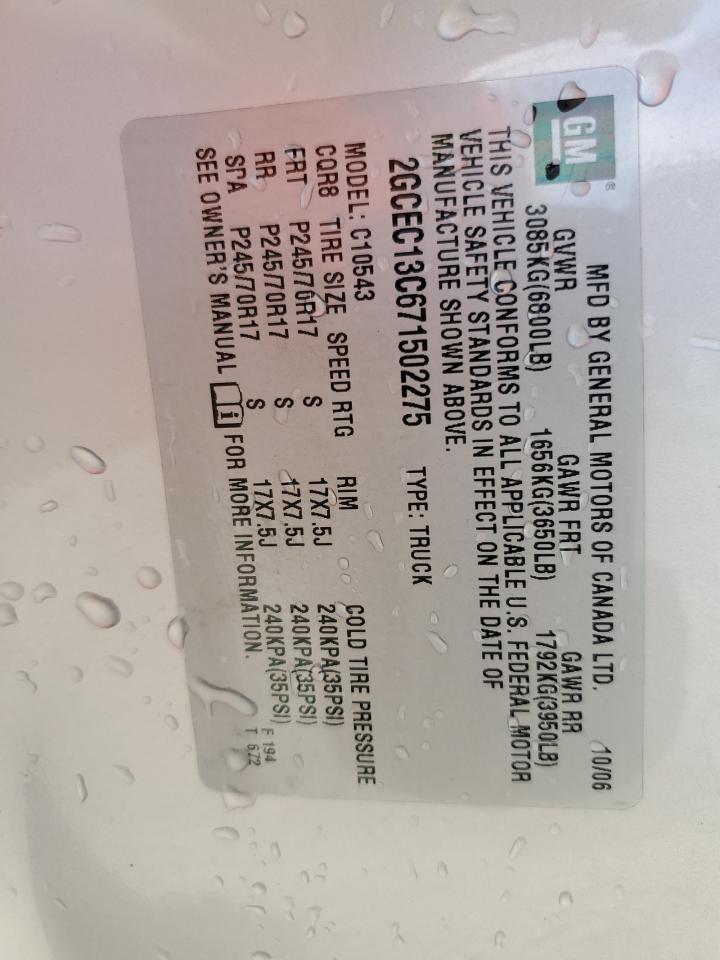 GM®
MFD BY GENERAL MOTORS OF CANADA LTD. 10/06
GVWR GAWR FRT GAWR RR
3085KG(6800LB) 1656KG(3650LB) 1792KG(3950LB)
THIS VEHICLE CONFORMS TO ALL APPLICABLE U.S. FEDERAL MOTOR
VEHICLE SAFETY STANDARDS IN EFFECT ON THE DATE OF
MANUFACTURE SHOWN ABOVE.
2GCEC13C671502275 TYPE: TRUCK
MODEL: C10543
CQR8 TIRE SIZE SPEED RTG RIM COLD TIRE PRESSURE
FRT P245/70R17 S 17X7.5J 240KPA(35PSI)
RR P245/70R17 S 17X7.5J 240KPA(35PSI)
SPA P245/70R17 S 17X7.5J 240KPA(35PSI)
SEE OWNER'S MANUAL i FOR MORE INFORMATION.
F 194
T 672